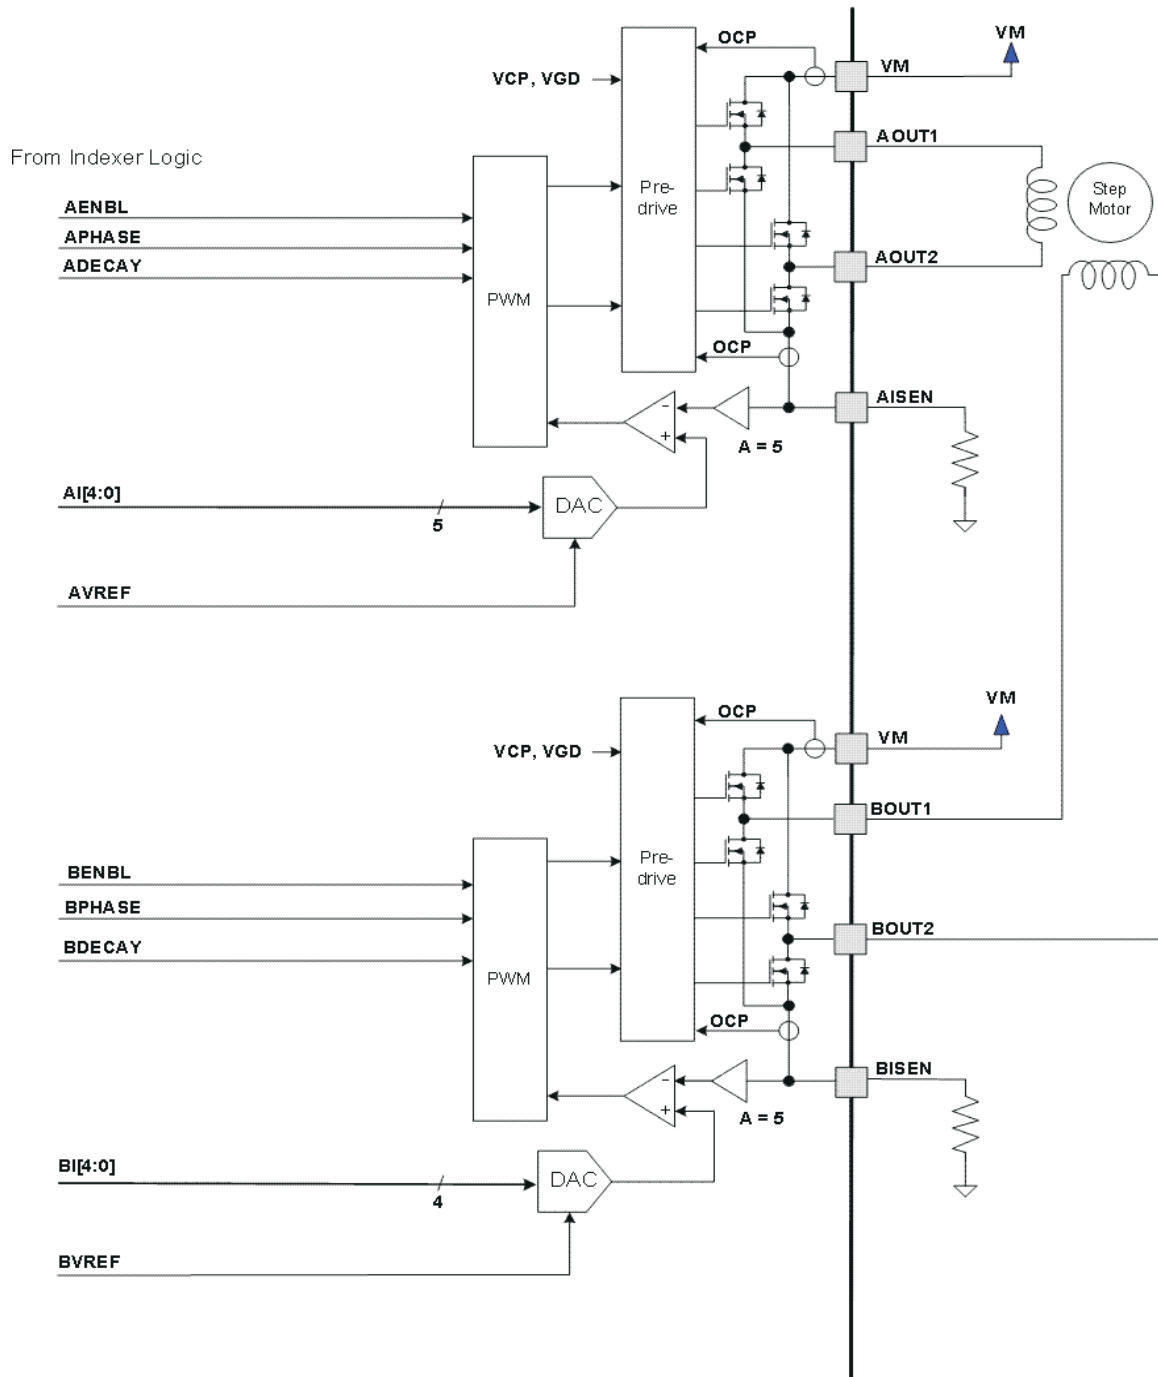 OCP
VM
VM
VCP, VGD
AOUT1
From Indexer Logic
Pre-
drive
Step
Motor
AENBL
APHASE
ADECAY
AOUT2
PWM
OCP
AISEN
-
+
A = 5
AI[4:0]
5
DAC
AVREF
OCP
VM
VM
VCP, VGD
BOUT1
Pre-
drive
BENBL
BPHASE
BDECAY
BOUT2
PWM
OCP
BISEN
-
+
A = 5
BI[4:0]
4
DAC
BVREF